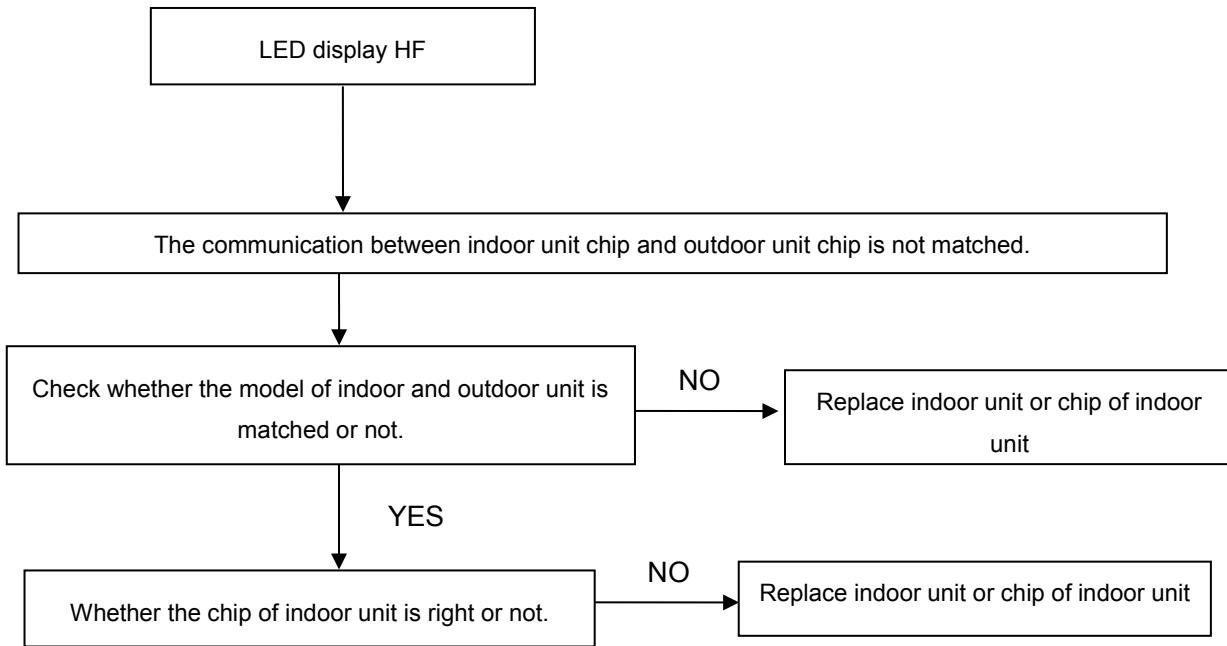 LED display HF
The communication between indoor unit chip and outdoor unit chip is not matched.
Check whether the model of indoor and outdoor unit is
matched or not.
NO
Replace indoor unit or chip of indoor
unit
YES
Whether the chip of indoor unit is right or not.
NO
Replace indoor unit or chip of indoor unit